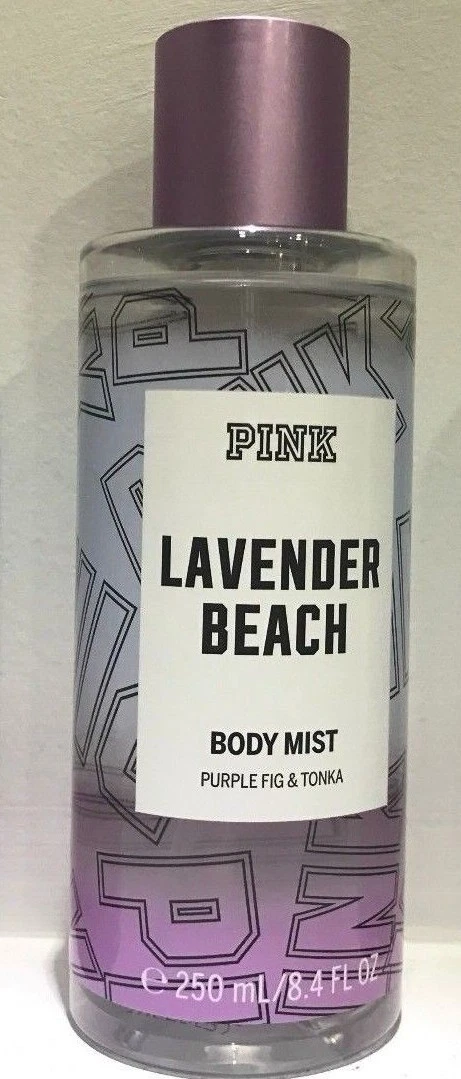 PINK
LAVENDER
BEACH
BODY MIST
PURPLE FIG & TONKA
℮ 250 mL/8.4 FL OZ